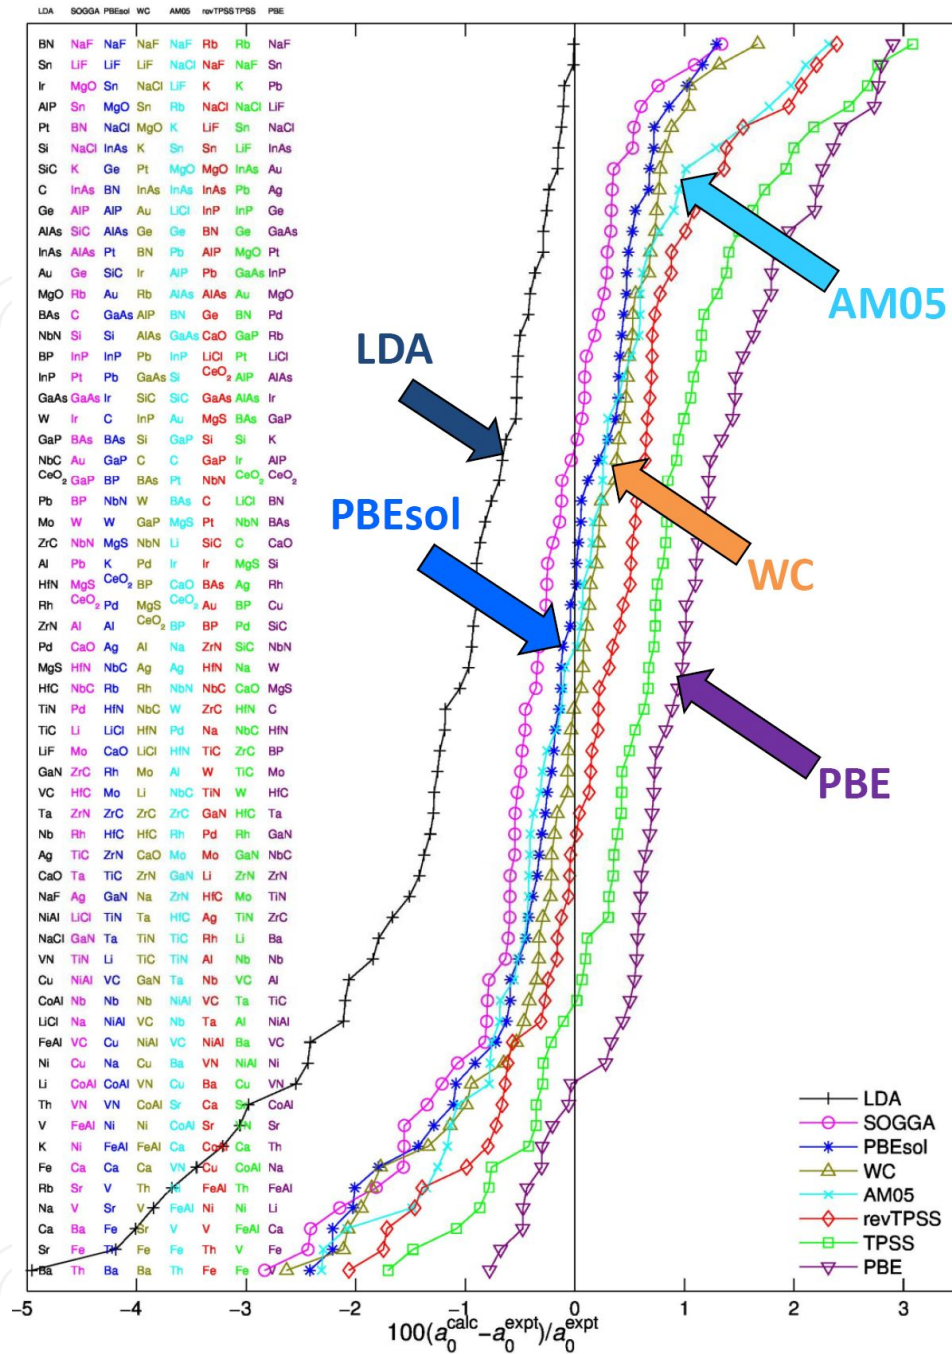 LDA SOGGA PBEsol WC AM05 revTPSS TPSS PBE
BN NaF NaF NaF NaF Rb Rb NaF
Sn LiF LiF LiF NaCl NaF NaF Sn
Ir MgO Sn NaCl LiF K K Pb
AlP Sn MgO Sn Rb NaCl NaCl LiF
Pt BN NaCl MgO K LiF Sn NaCl
Si NaCl InAs K Sn Sn LiF InAs
SiC K Ge Pt MgO MgO InAs Au
C InAs BN InAs InAs InAs Pb Ag
Ge AlP AlP Au LiCl InP InP Ge
AlAs SiC AlAs Ge Ge BN Ge GaAs
InAs AlAs Pt BN Pb AlP MgO Pt
Au Ge SiC Ir AlP Pb GaAs InP
MgO Rb Au Rb AlAs AlAs Au MgO
BAs C GaAs AlP BN Ge BN Pd
NbN Si Si AlAs GaAs CaO GaP Rb
BP InP InP Pb InP LiCl Pt LiCl
InP Pt Pb GaAs Si CeO2 AlP AlAs
GaAs GaAs Ir SiC SiC GaAs AlAs Ir
W Ir C InP Au MgS BAs GaP
GaP BAs BAs Si GaP Si Si K
NbC Au GaP C C GaP Ir AlP
CeO2 GaP BP BAs Pt NbN CeO2 CeO2
Pb BP NbN W BAs C LiCl BN
Mo W W GaP MgS Pt NbN BAs
ZrC NbN MgS NbN Li SiC C CaO
Al Pb K Pd Ir Ir MgS Si
HfN MgS CeO2 BP CaO BAs Ag Rh
Rh CeO2 Pd MgS CeO2 Au BP Cu
ZrN Al Al CeO2 BP BP Pd SiC
Pd CaO Ag Al Na ZrN SiC NbN
MgS HfN NbC Ag Ag HfN Na W
HfC NbC Rb Rh NbN NbC CaO MgS
TiN Pd HfN NbC W ZrC HfN C
TiC Li LiCl HfN Pd Na NbC HfN
LiF Mo CaO LiCl HfN TiC ZrC BP
GaN ZrC Rh Mo Al W TiC Mo
VC HfC Mo Li NbC TiN W HfC
Ta ZrN ZrC ZrC ZrC GaN HfC Ta
Nb Rh HfC HfC Rh Pd Rh GaN
Ag TiC ZrN CaO Mo Mo GaN NbC
CaO Ta TiC ZrN GaN Li ZrN ZrN
NaF Ag GaN Na ZrN HfC Mo TiN
NiAl LiCl TiN Ta HfC Ag TiN ZrC
NaCl GaN Ta TiN TiC Rh Li Ba
VN TiN Li TiC TiN Al Nb Nb
Cu NiAl VC GaN Ta Nb VC Al
CoAl Nb Nb Nb NiAl VC Ta TiC
LiCl Na NiAl VC Nb Ta Al NiAl
FeAl VC Cu NiAl VC NiAl Ba VC
Ni Cu Na Cu Ba VN NiAl Ni
Li CoAl CoAl VN Cu Ba Cu VN
Th VN VN CoAl Sr Ca CoAl
V FeAl Ni Ni CoAl Sr Sr
K Ni FeAl FeAl Ca Ca Th
Fe Ca Ca Ca VN Cu CoAl Na
Rb Sr V Th FeAl Th FeAl
Na V Sr V FeAl Ni Ni Li
Ca Ba Fe Sr V V FeAl Ca
Sr Fe Th Fe Fe Th V Fe
Ba Th Ba Ba Th Fe Fe V
AM05
LDA
PBEsol
WC
PBE
LDA
SOGGA
PBEsol
WC
AM05
revTPSS
TPSS
PBE
−5 −4 −3 −2 −1 0 1 2 3
100(a0^calc−a0^expt)/a0^expt